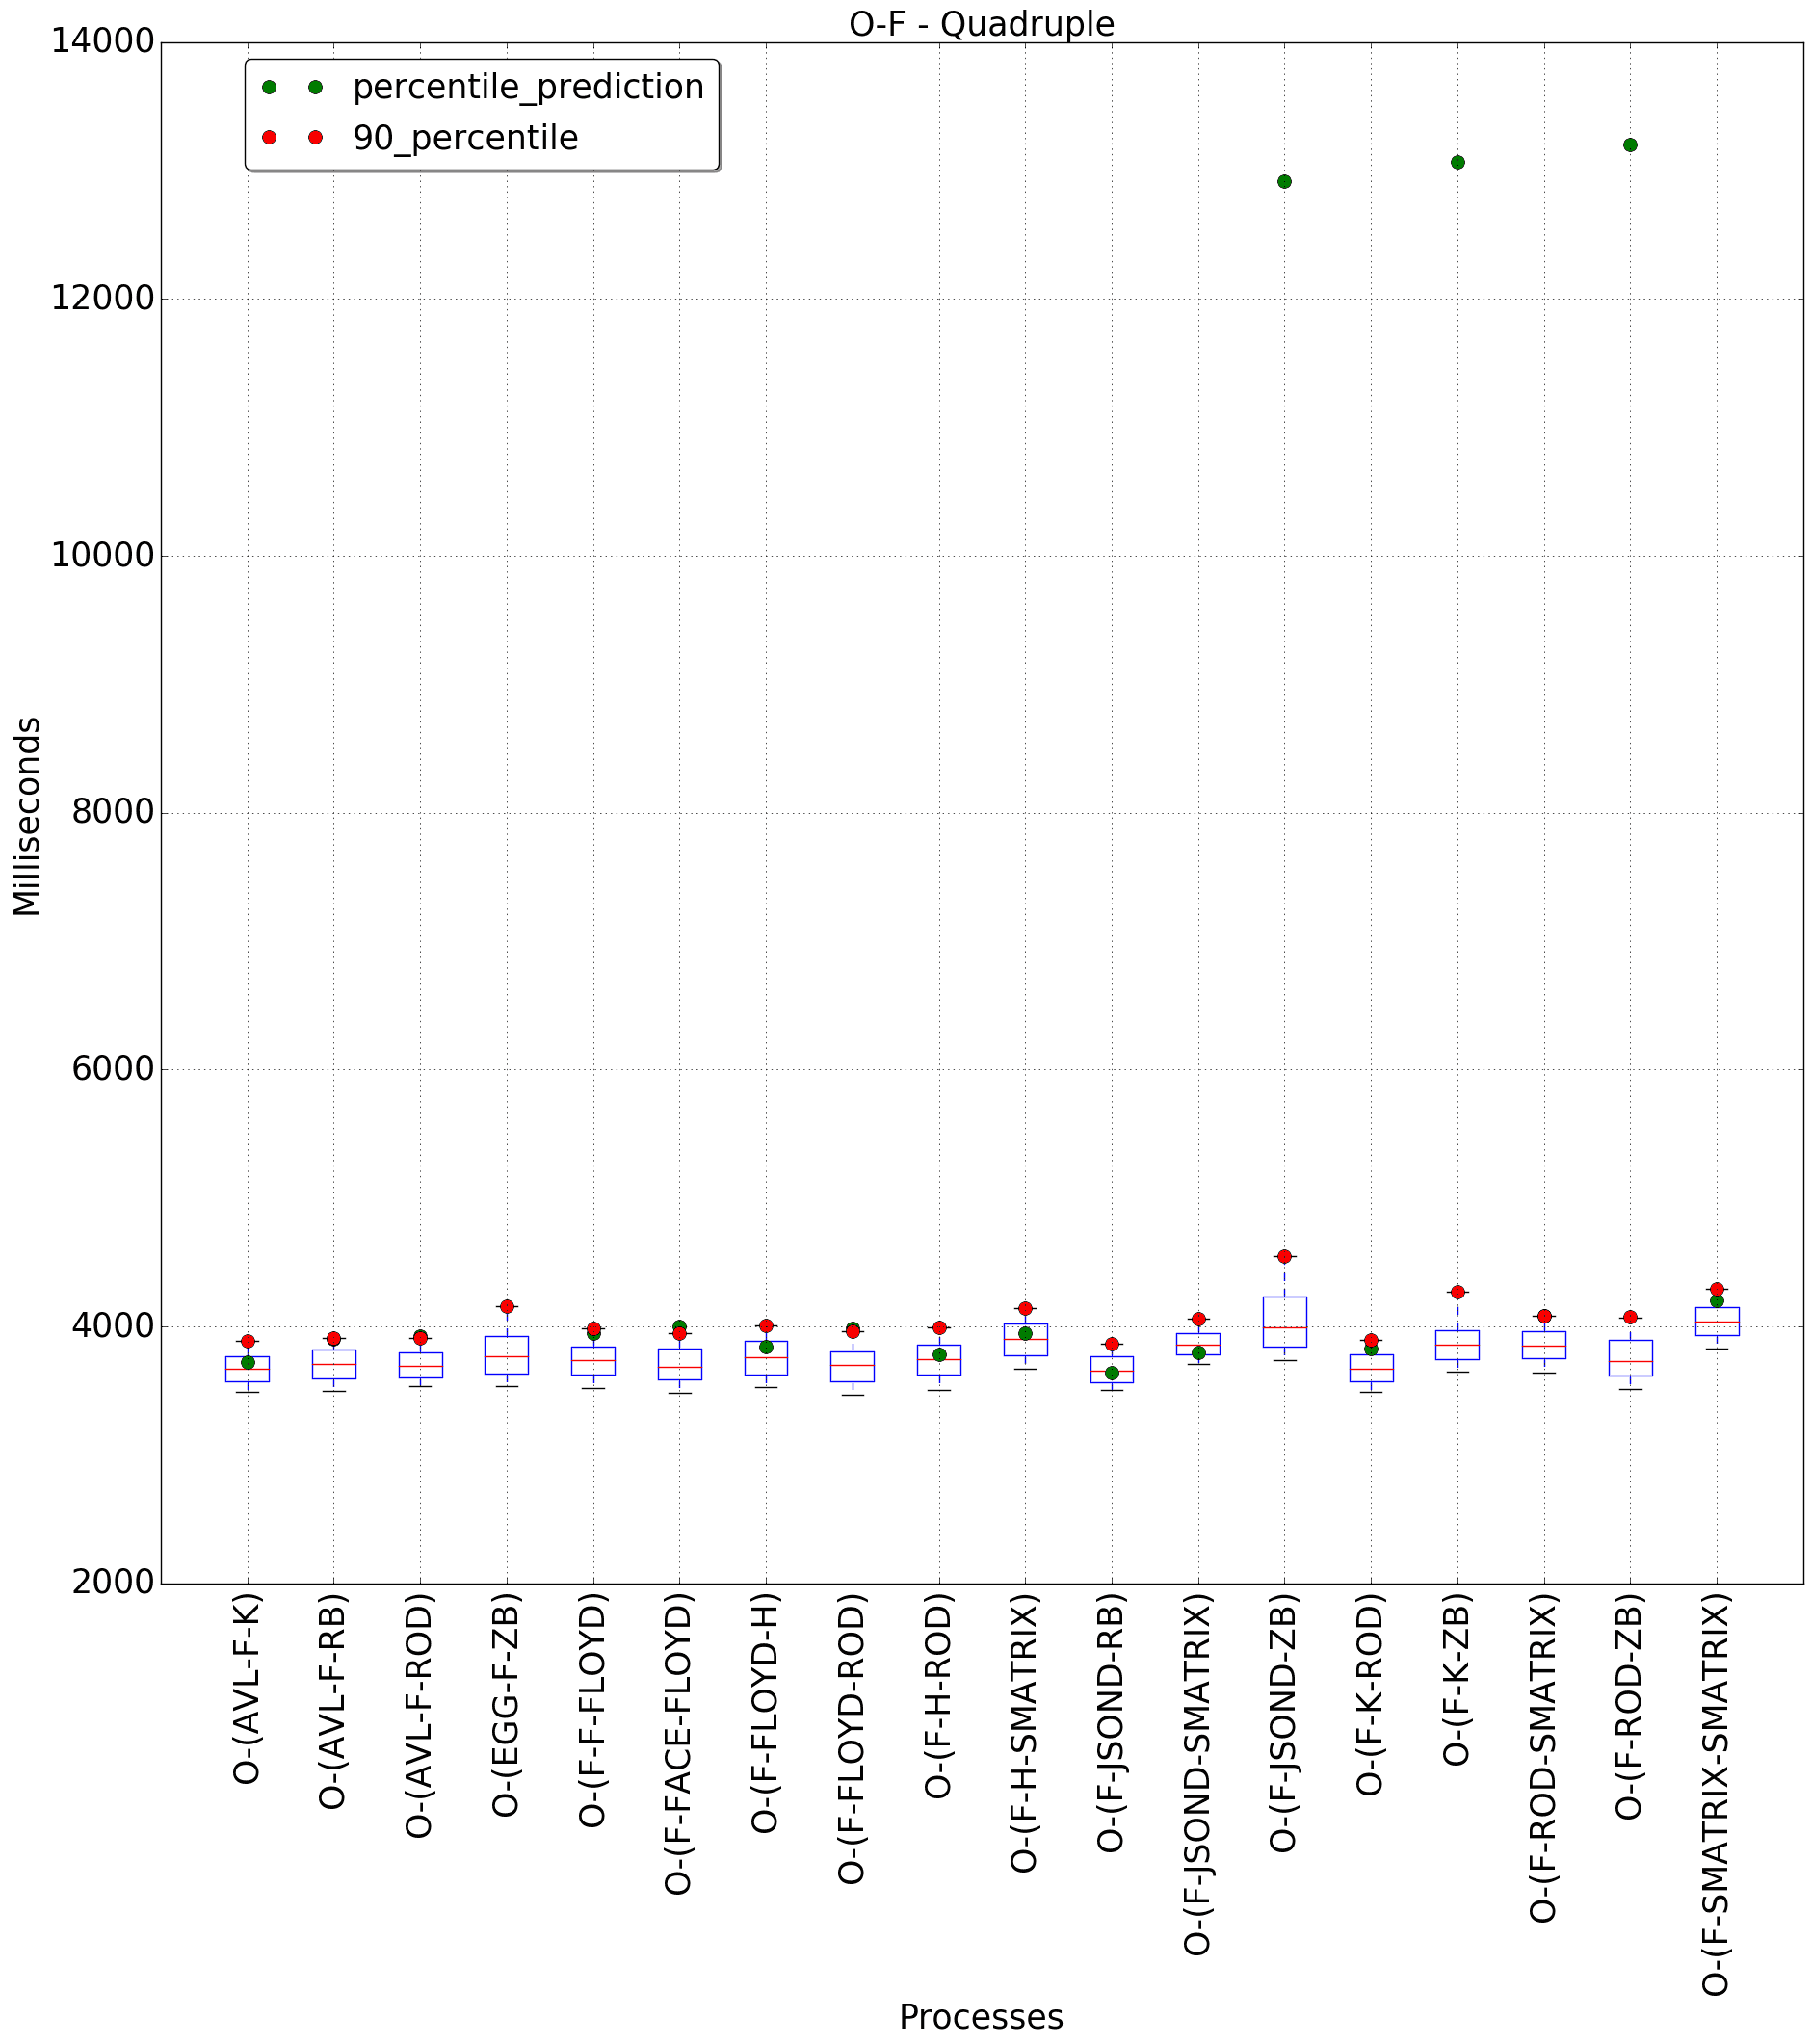 O-F - Quadruple
percentile_prediction
90_percentile
14000
12000
10000
8000
6000
4000
2000
Milliseconds
O-(AVL-F-K)
O-(AVL-F-RB)
O-(AVL-F-ROD)
O-(EGG-F-ZB)
O-(F-F-FLOYD)
O-(F-FACE-FLOYD)
O-(F-FLOYD-H)
O-(F-FLOYD-ROD)
O-(F-H-ROD)
O-(F-H-SMATRIX)
O-(F-JSOND-RB)
O-(F-JSOND-SMATRIX)
O-(F-JSOND-ZB)
O-(F-K-ROD)
O-(F-K-ZB)
O-(F-ROD-SMATRIX)
O-(F-ROD-ZB)
O-(F-SMATRIX-SMATRIX)
Processes